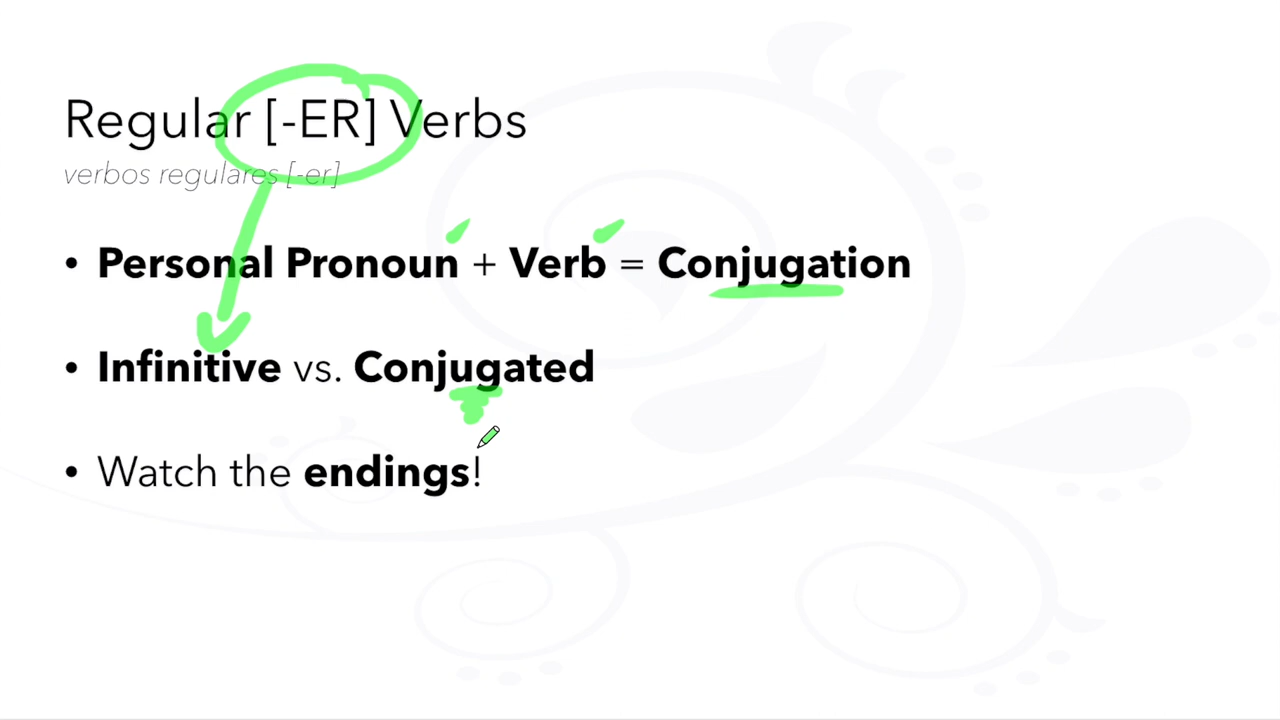 Regular [-ER] Verbs
verbos regulares [-er]
• Personal Pronoun + Verb = Conjugation
• Infinitive vs. Conjugated
• Watch the endings!